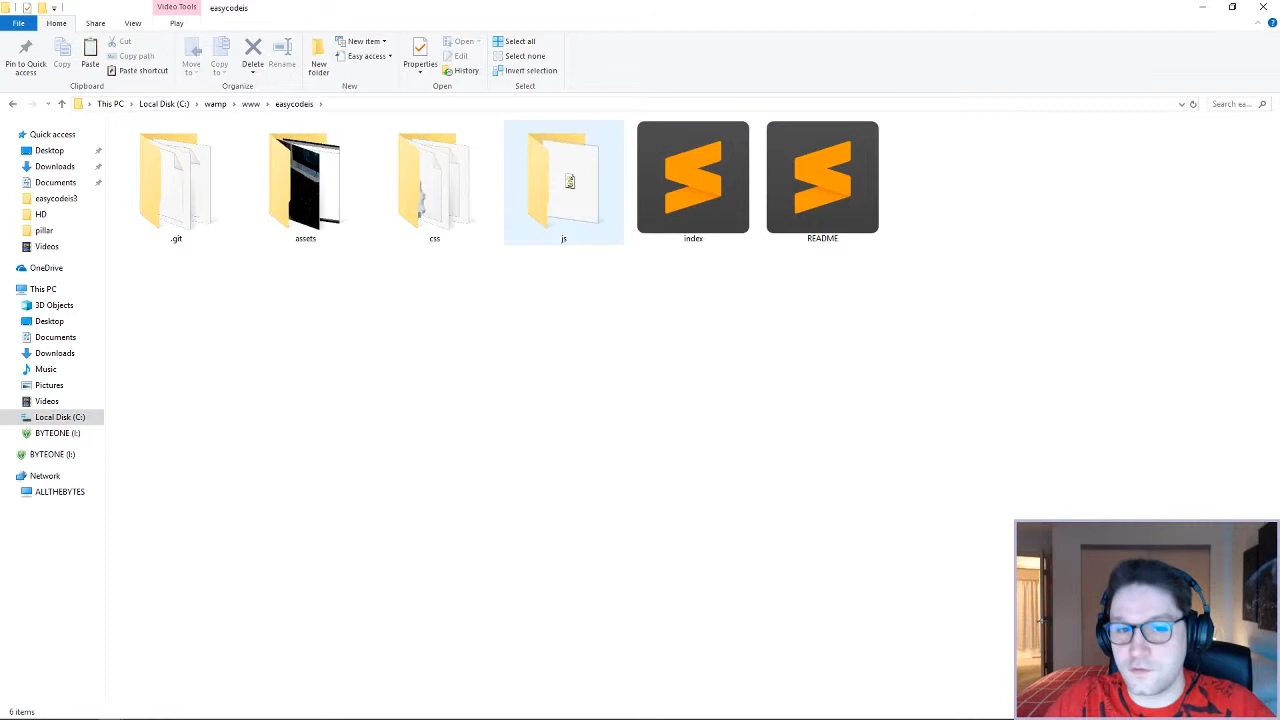 Video Tools easycodeis
File Home Share View Play
Pin to Quick access
Copy
Paste
Cut
Copy path
Paste shortcut
Clipboard
Move to
Copy to
Delete
Rename
Organize
New folder
New item
Easy access
New
Properties
Open
Edit
History
Open
Select all
Select none
Invert selection
Select
This PC > Local Disk (C:) > wamp > www > easycodeis >
Search ea...
Quick access
Desktop
Downloads
Documents
easycodeis3
HD
pillar
Videos
OneDrive
This PC
3D Objects
Desktop
Documents
Downloads
Music
Pictures
Videos
Local Disk (C:)
BYTEONE (I:)
BYTEONE (I:)
Network
ALLTHEBYTES
.git
assets
css
js
index
README
6 items